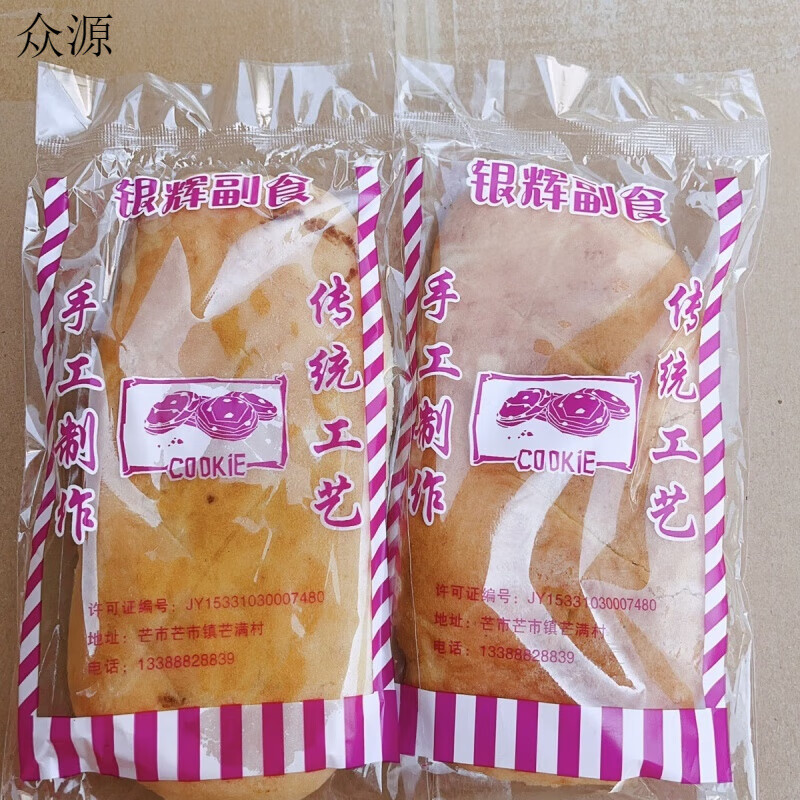 众源
银辉副食
手工制作
传统工艺
COOKiE
许可证编号：JY15331030007480
地址：芒市芒市镇芒满村
电话：13388828839
银辉副食
手工制作
传统工艺
COOKiE
许可证编号：JY15331030007480
地址：芒市芒市镇芒满村
电话：13388828839